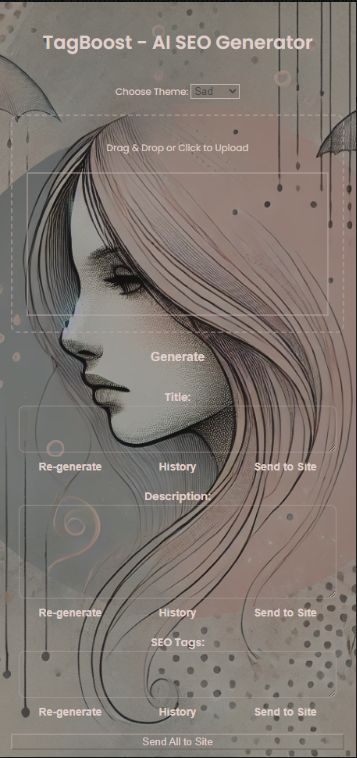 TagBoost - AI SEO Generator
Choose Theme: Sad
Drag & Drop or Click to Upload
Generate
Title:
Re-generate History Send to Site
Description:
Re-generate History Send to Site
SEO Tags:
Re-generate History Send to Site
Send All to Site